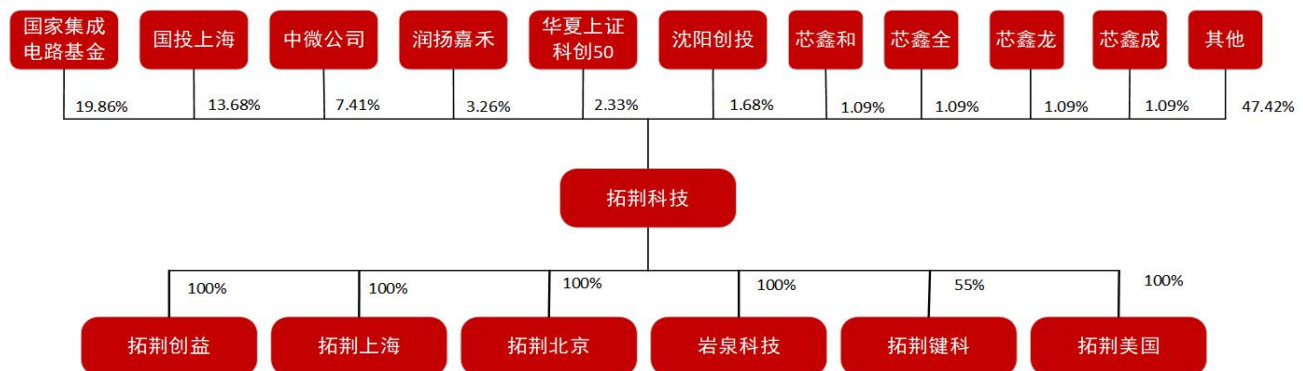 国家集成
电路基金
国投上海
中微公司
润扬嘉禾
华夏上证
科创50
沈阳创投
芯鑫和
芯鑫全
芯鑫龙
芯鑫成
其他
19.86%
13.68%
7.41%
3.26%
2.33%
1.68%
1.09%
1.09%
1.09%
1.09%
47.42%
拓荆科技
100%
100%
100%
100%
55%
100%
拓荆创益
拓荆上海
拓荆北京
岩泉科技
拓荆键科
拓荆美国